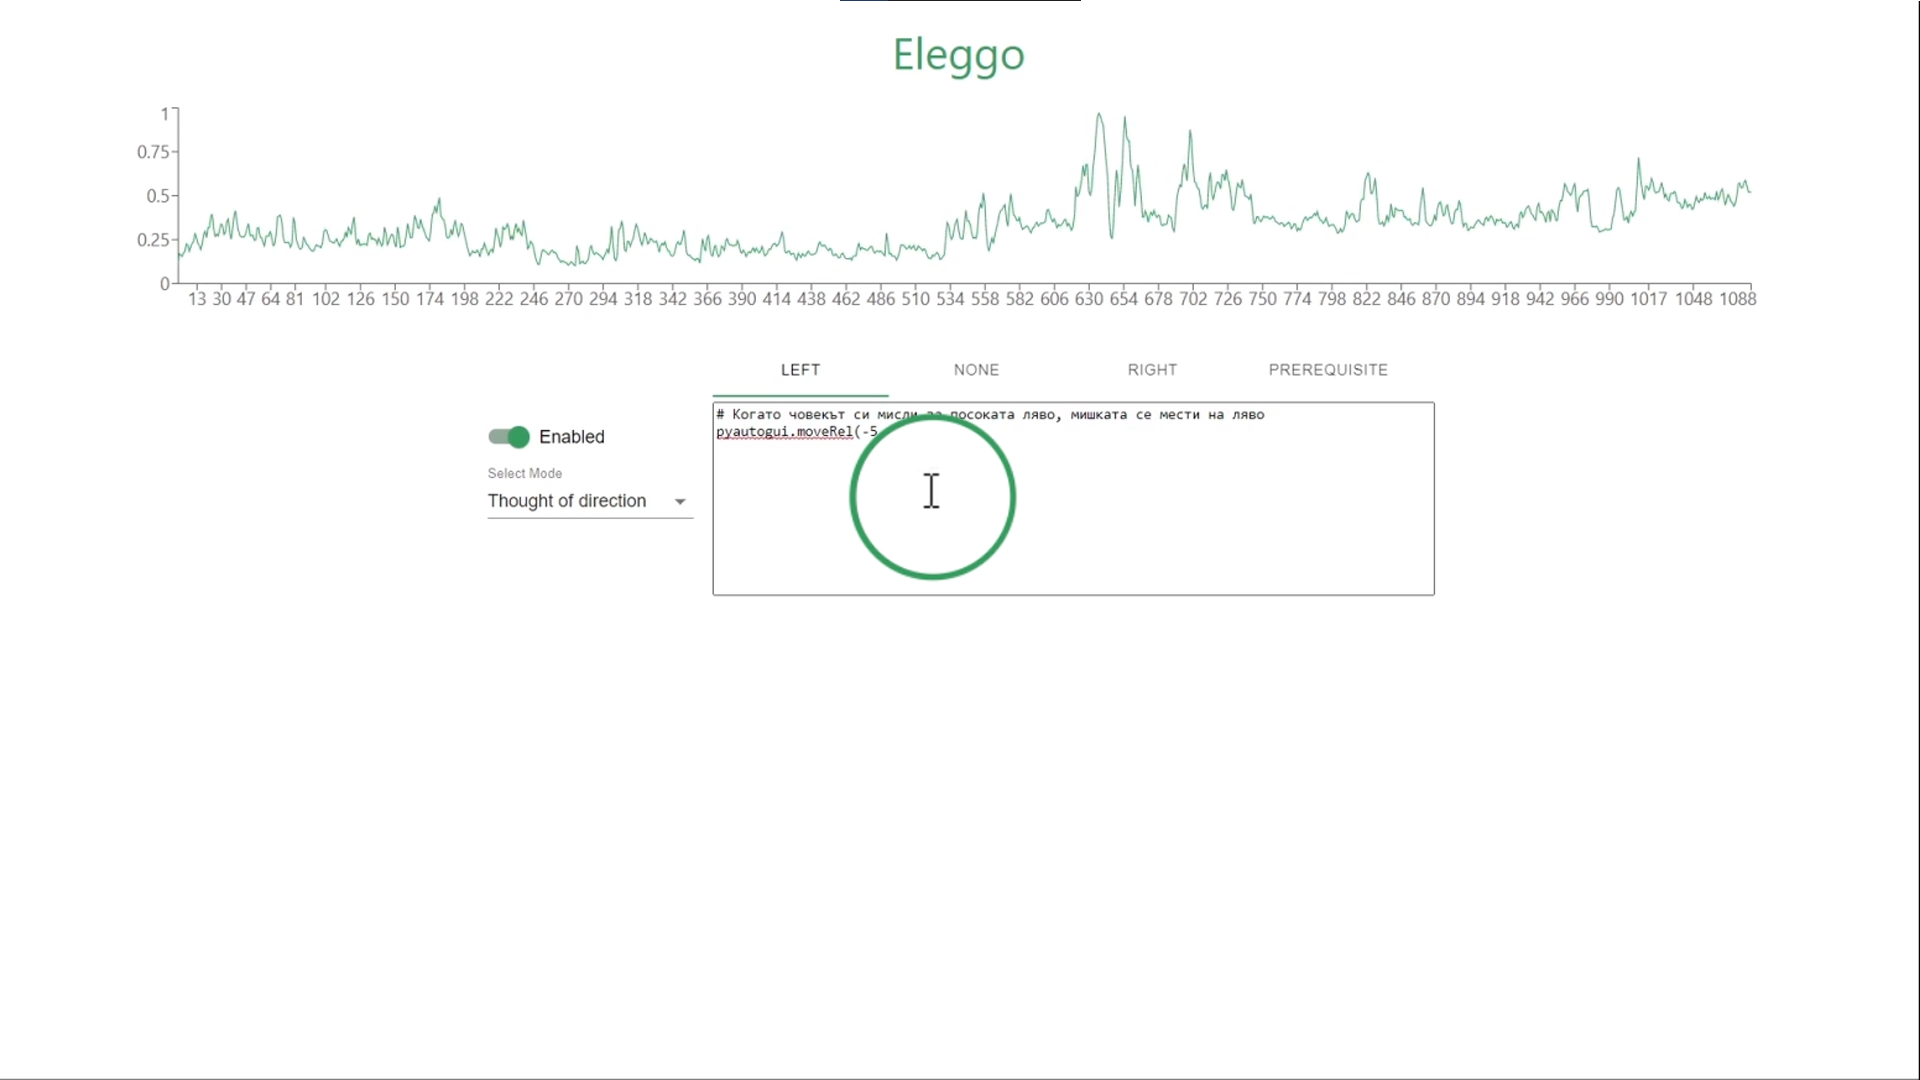 Eleggo
1
0.75
0.5
0.25
0
13 30 47 64 81 102 126 150 174 198 222 246 270 294 318 342 366 390 414 438 462 486 510 534 558 582 606 630 654 678 702 726 750 774 798 822 846 870 894 918 942 966 990 1017 1048 1088
LEFT NONE RIGHT PREREQUISITE
# Когато човекът си мисли за посоката ляво, мишката се мести на ляво
pyautogui.moveRel(-5
Enabled
Select Mode
Thought of direction